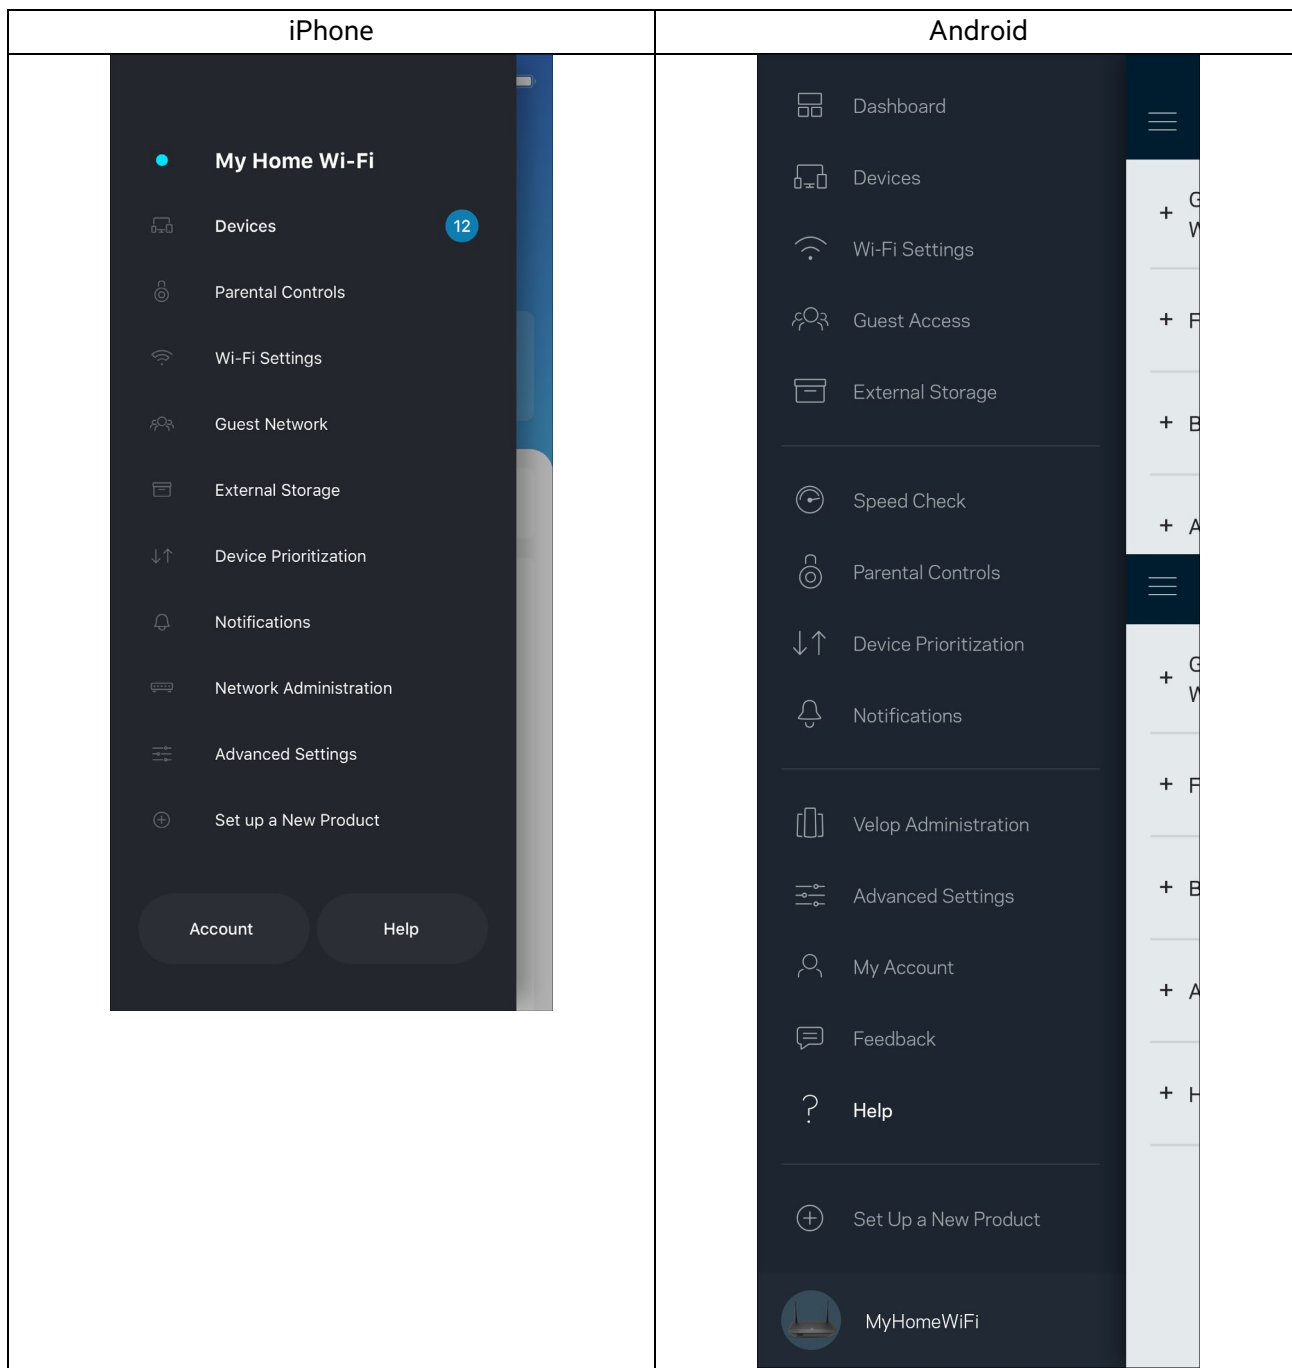 iPhone
Android
My Home Wi-Fi
Devices
12
Parental Controls
Wi-Fi Settings
Guest Network
External Storage
Device Prioritization
Notifications
Network Administration
Advanced Settings
Set up a New Product
Account
Help
Dashboard
Devices
Wi-Fi Settings
Guest Access
External Storage
Speed Check
Parental Controls
Device Prioritization
Notifications
Velop Administration
Advanced Settings
My Account
Feedback
Help
Set Up a New Product
MyHomeWiFi
+ G
+ F
+ B
+ A
+ G
+ F
+ B
+ A
+ H